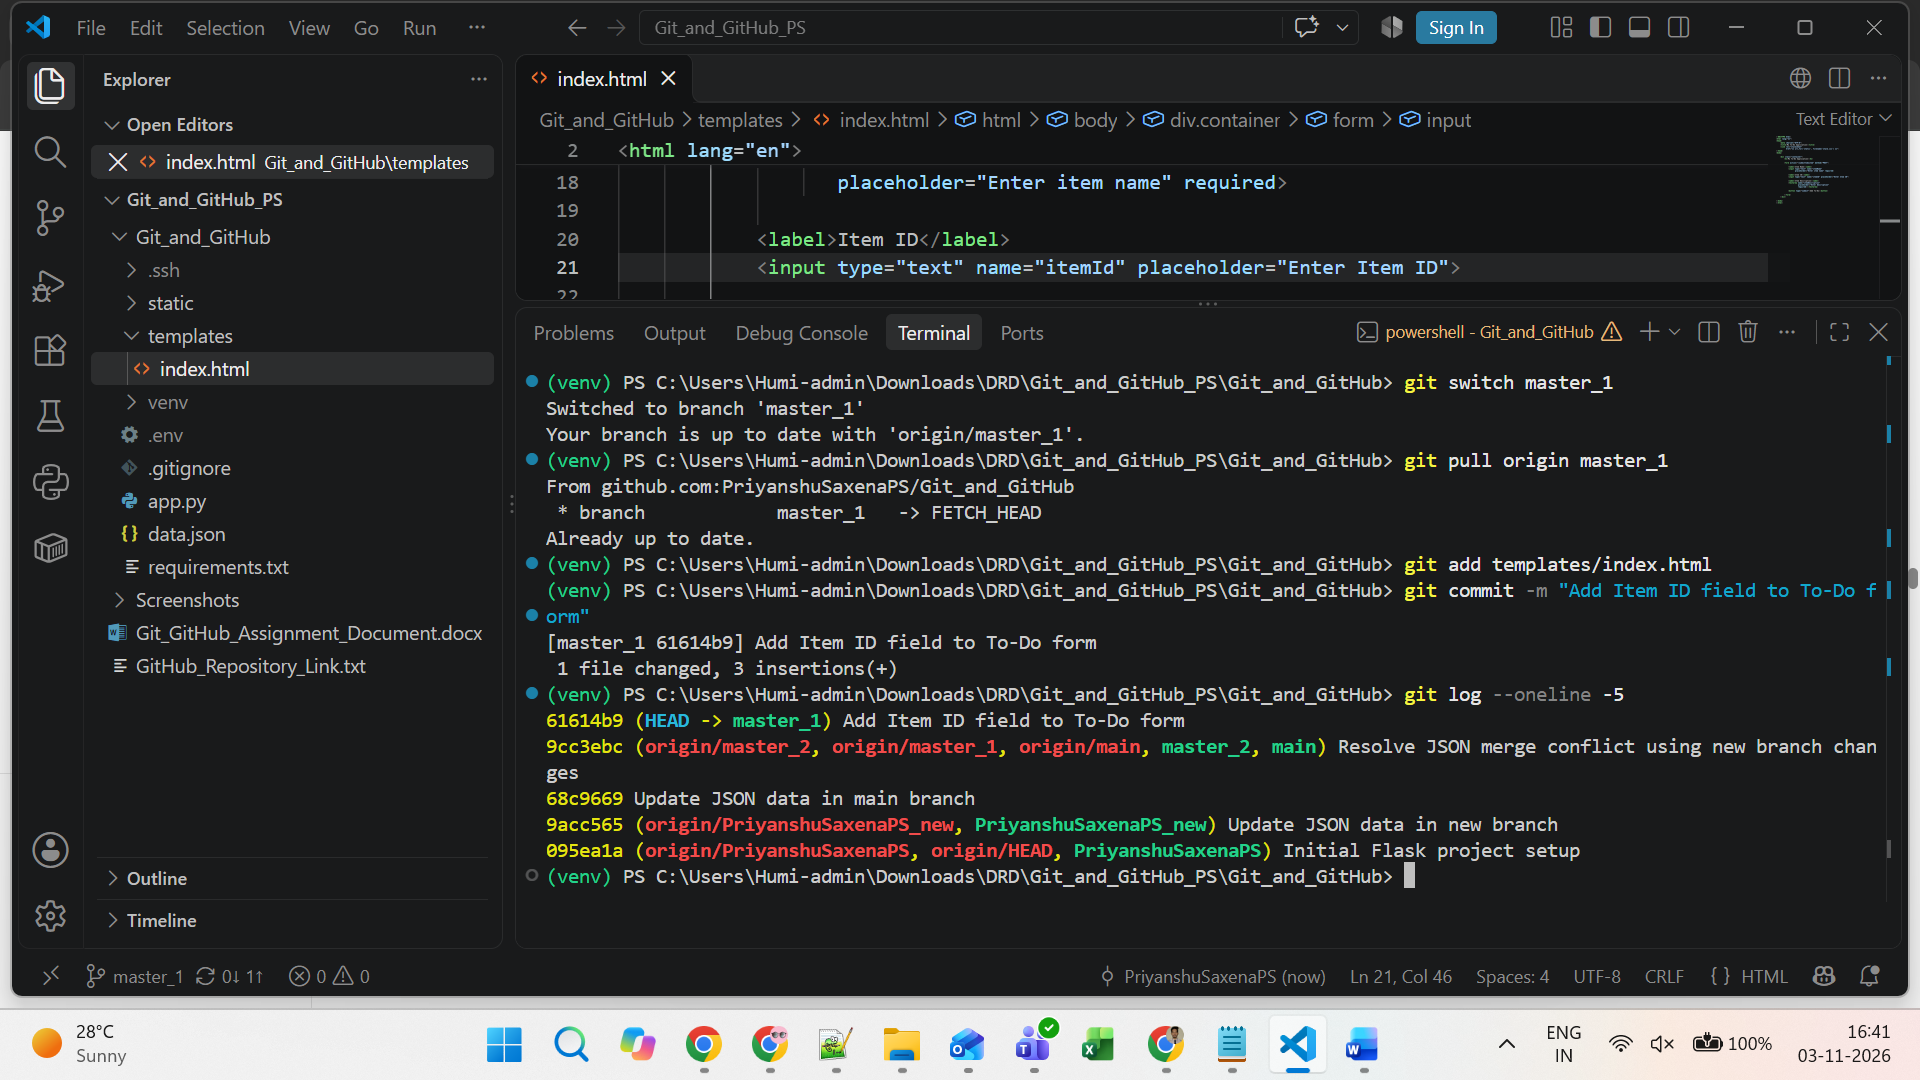 File Edit Selection View Go Run ···
Git_and_GitHub_PS
Sign In
Explorer
Open Editors
index.html Git_and_GitHub\templates
Git_and_GitHub_PS
Git_and_GitHub
.ssh
static
templates
index.html
venv
.env
.gitignore
app.py
data.json
requirements.txt
Screenshots
Git_GitHub_Assignment_Document.docx
GitHub_Repository_Link.txt
Outline
Timeline
index.html
Git_and_GitHub > templates > index.html > html > body > div.container > form > input
Text Editor
2 <html lang="en">
18 placeholder="Enter item name" required>
19
20 <label>Item ID</label>
21 <input type="text" name="itemId" placeholder="Enter Item ID">
22
Problems Output Debug Console Terminal Ports
powershell - Git_and_GitHub
(venv) PS C:\Users\Humi-admin\Downloads\DRD\Git_and_GitHub_PS\Git_and_GitHub> git switch master_1
Switched to branch 'master_1'
Your branch is up to date with 'origin/master_1'.
(venv) PS C:\Users\Humi-admin\Downloads\DRD\Git_and_GitHub_PS\Git_and_GitHub> git pull origin master_1
From github.com:PriyanshuSaxenaPS/Git_and_GitHub
* branch master_1 -> FETCH_HEAD
Already up to date.
(venv) PS C:\Users\Humi-admin\Downloads\DRD\Git_and_GitHub_PS\Git_and_GitHub> git add templates/index.html
(venv) PS C:\Users\Humi-admin\Downloads\DRD\Git_and_GitHub_PS\Git_and_GitHub> git commit -m "Add Item ID field to To-Do f
orm"
[master_1 61614b9] Add Item ID field to To-Do form
1 file changed, 3 insertions(+)
(venv) PS C:\Users\Humi-admin\Downloads\DRD\Git_and_GitHub_PS\Git_and_GitHub> git log --oneline -5
61614b9 (HEAD -> master_1) Add Item ID field to To-Do form
9cc3ebc (origin/master_2, origin/master_1, origin/main, master_2, main) Resolve JSON merge conflict using new branch chan
ges
68c9669 Update JSON data in main branch
9acc565 (origin/PriyanshuSaxenaPS_new, PriyanshuSaxenaPS_new) Update JSON data in new branch
095ea1a (origin/PriyanshuSaxenaPS, origin/HEAD, PriyanshuSaxenaPS) Initial Flask project setup
(venv) PS C:\Users\Humi-admin\Downloads\DRD\Git_and_GitHub_PS\Git_and_GitHub>
master_1 0↓ 1↑ 0 0
PriyanshuSaxenaPS (now) Ln 21, Col 46 Spaces: 4 UTF-8 CRLF {} HTML
28°C
Sunny
ENG
IN
100%
16:41
03-11-2026